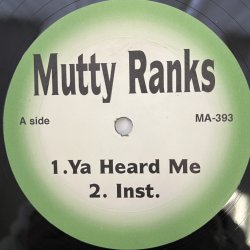 Mutty Ranks
A side MA-393
1.Ya Heard Me
2. Inst.